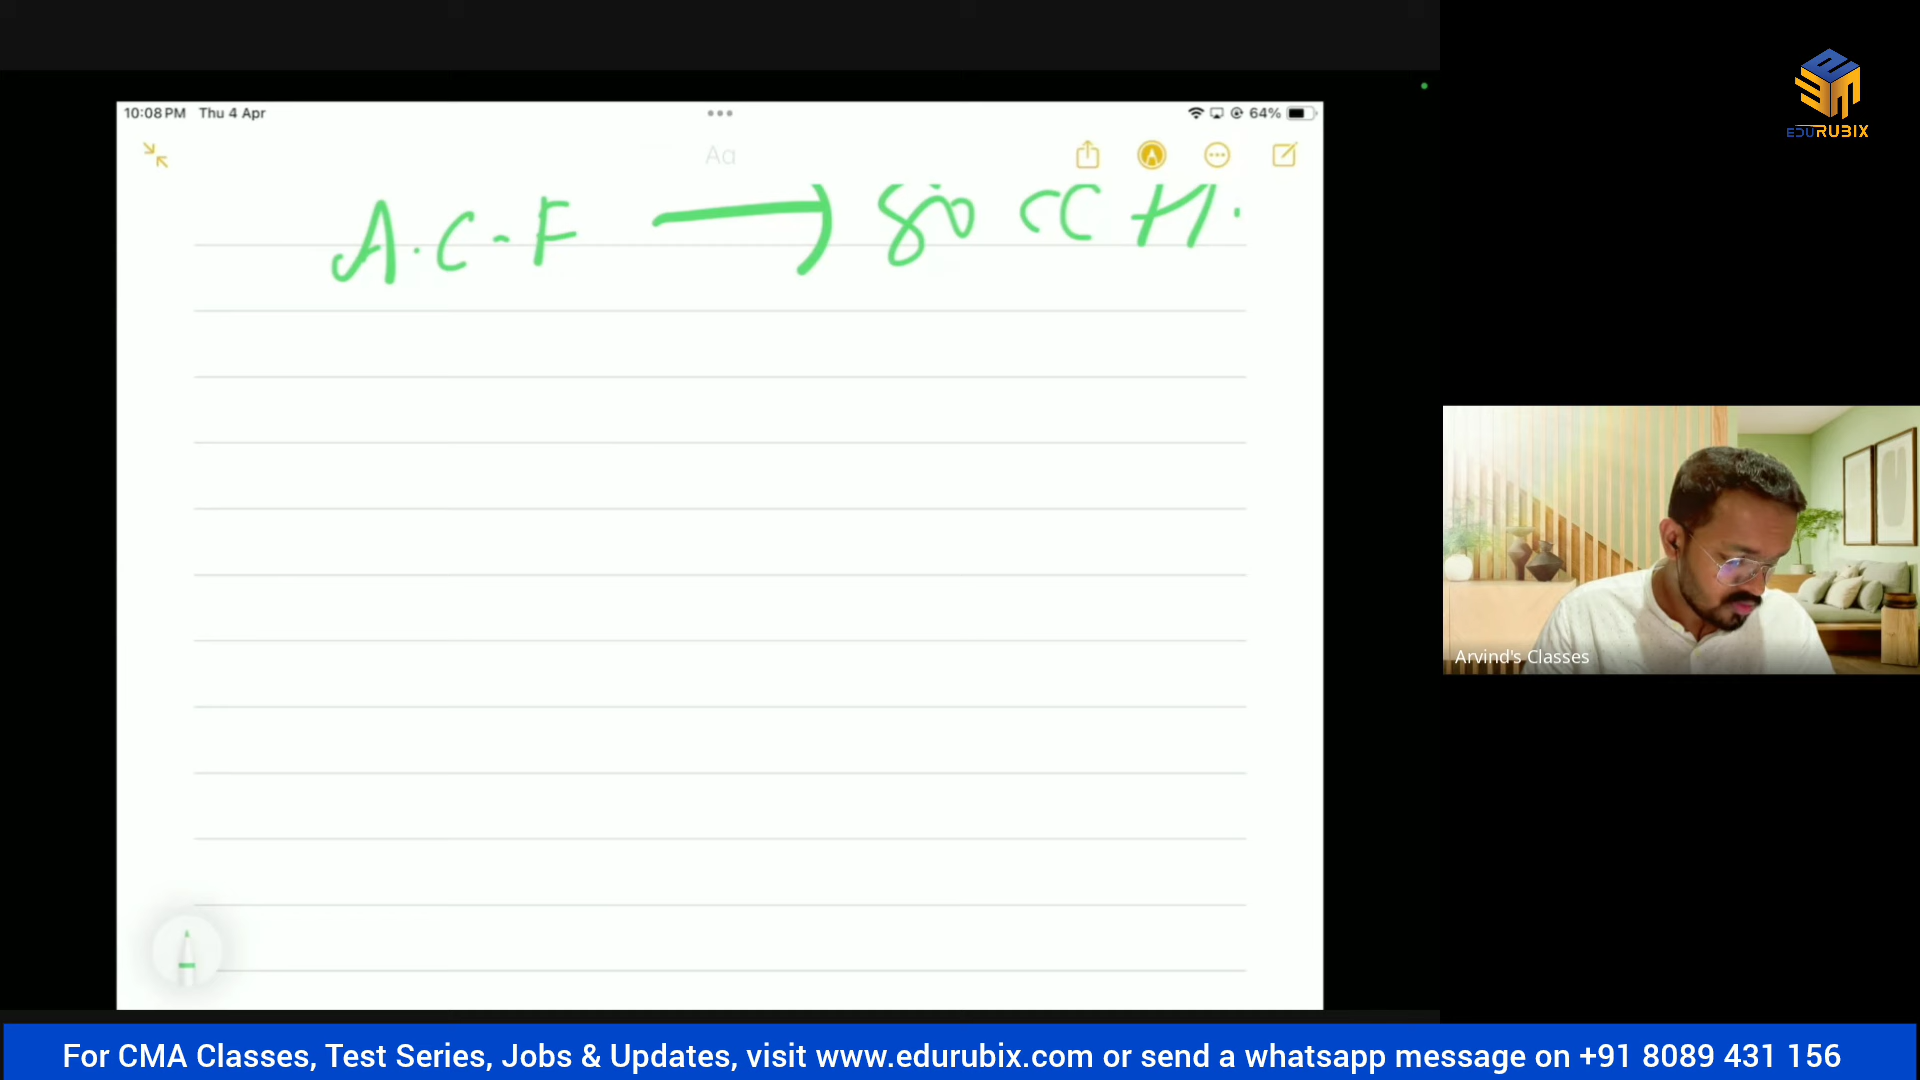 EDURUBIX
10:08 PM Thu 4 Apr
64%
Aa
A.C-F → 80 CCH.
Arvind's Classes
For CMA Classes, Test Series, Jobs & Updates, visit www.edurubix.com or send a whatsapp message on +91 8089 431 156